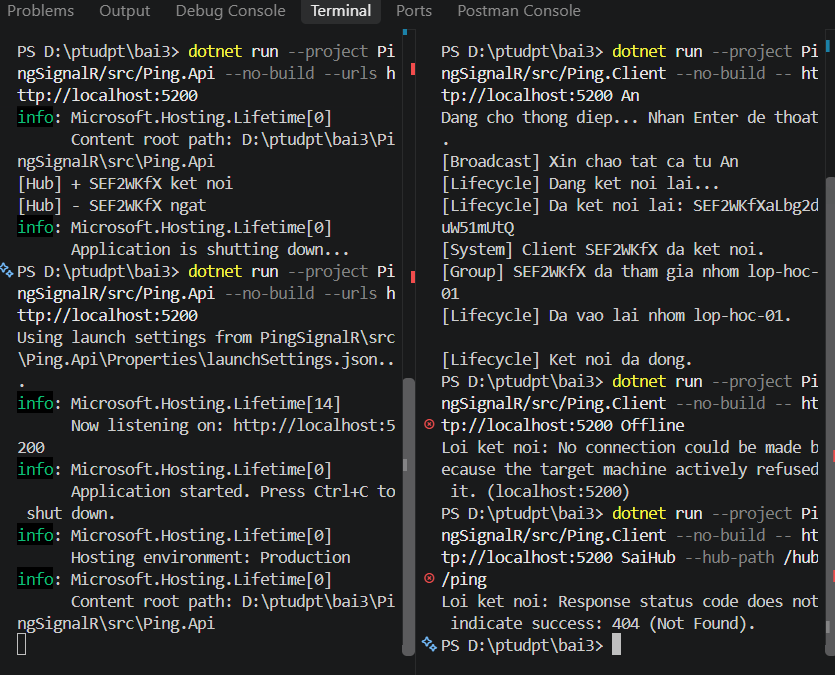 Problems Output Debug Console Terminal Ports Postman Console
PS D:\ptudpt\bai3> dotnet run --project Pi
ngSignalR/src/Ping.Api --no-build --urls h
ttp://localhost:5200
info: Microsoft.Hosting.Lifetime[0]
Content root path: D:\ptudpt\bai3\Pi
ngSignalR\src\Ping.Api
[Hub] + SEF2WKfX ket noi
[Hub] - SEF2WKfX ngat
info: Microsoft.Hosting.Lifetime[0]
Application is shutting down...
PS D:\ptudpt\bai3> dotnet run --project Pi
ngSignalR/src/Ping.Api --no-build --urls h
ttp://localhost:5200
Using launch settings from PingSignalR\src
\Ping.Api\Properties\launchSettings.json..
.
info: Microsoft.Hosting.Lifetime[14]
Now listening on: http://localhost:5
200
info: Microsoft.Hosting.Lifetime[0]
Application started. Press Ctrl+C to
shut down.
info: Microsoft.Hosting.Lifetime[0]
Hosting environment: Production
info: Microsoft.Hosting.Lifetime[0]
Content root path: D:\ptudpt\bai3\Pi
ngSignalR\src\Ping.Api
PS D:\ptudpt\bai3> dotnet run --project Pi
ngSignalR/src/Ping.Client --no-build -- ht
tp://localhost:5200 An
Dang cho thong diep... Nhan Enter de thoat
.
[Broadcast] Xin chao tat ca tu An
[Lifecycle] Dang ket noi lai...
[Lifecycle] Da ket noi lai: SEF2WKfXaLbg2d
uW51mUtQ
[System] Client SEF2WKfX da ket noi.
[Group] SEF2WKfX da tham gia nhom lop-hoc-
01
[Lifecycle] Da vao lai nhom lop-hoc-01.
[Lifecycle] Ket noi da dong.
PS D:\ptudpt\bai3> dotnet run --project Pi
ngSignalR/src/Ping.Client --no-build -- ht
tp://localhost:5200 Offline
Loi ket noi: No connection could be made b
ecause the target machine actively refused
it. (localhost:5200)
PS D:\ptudpt\bai3> dotnet run --project Pi
ngSignalR/src/Ping.Client --no-build -- ht
tp://localhost:5200 SaiHub --hub-path /hub
/ping
Loi ket noi: Response status code does not
indicate success: 404 (Not Found).
PS D:\ptudpt\bai3>